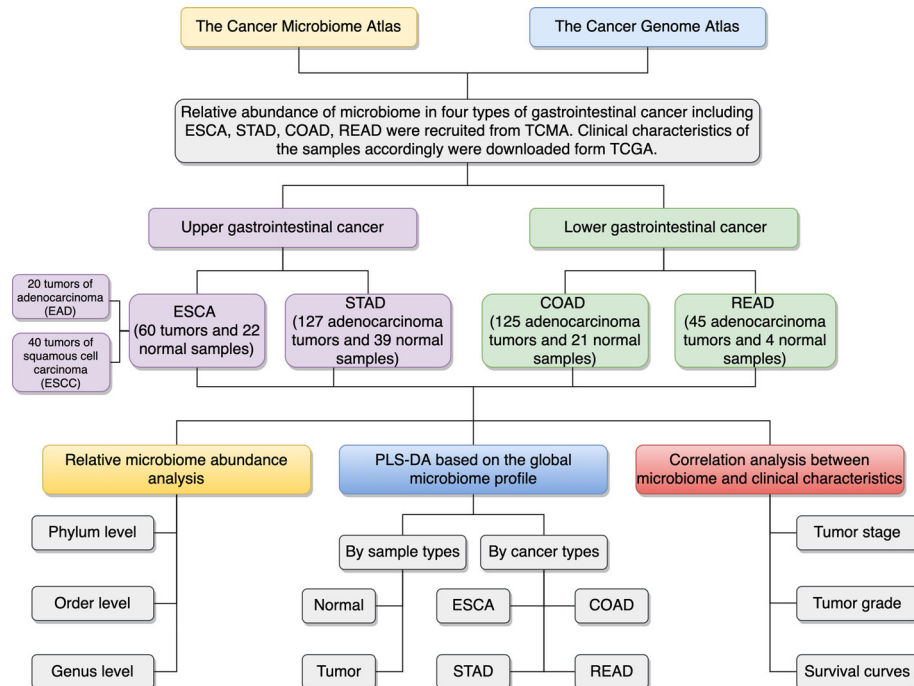 The Cancer Microbiome Atlas
The Cancer Genome Atlas
Relative abundance of microbiome in four types of gastrointestinal cancer including
ESCA, STAD, COAD, READ were recruited from TCMA. Clinical characteristics of
the samples accordingly were downloaded form TCGA.
Upper gastrointestinal cancer
Lower gastrointestinal cancer
20 tumors of
adenocarcinoma
(EAD)
40 tumors of
squamous cell
carcinoma
(ESCC)
ESCA
(60 tumors and 22
normal samples)
STAD
(127 adenocarcinoma
tumors and 39 normal
samples)
COAD
(125 adenocarcinoma
tumors and 21 normal
samples)
READ
(45 adenocarcinoma
tumors and 4 normal
samples)
Relative microbiome abundance
analysis
PLS-DA based on the global
microbiome profile
Correlation analysis between
microbiome and clinical characteristics
Phylum level
Order level
Genus level
By sample types
By cancer types
Normal
Tumor
ESCA
COAD
STAD
READ
Tumor stage
Tumor grade
Survival curves